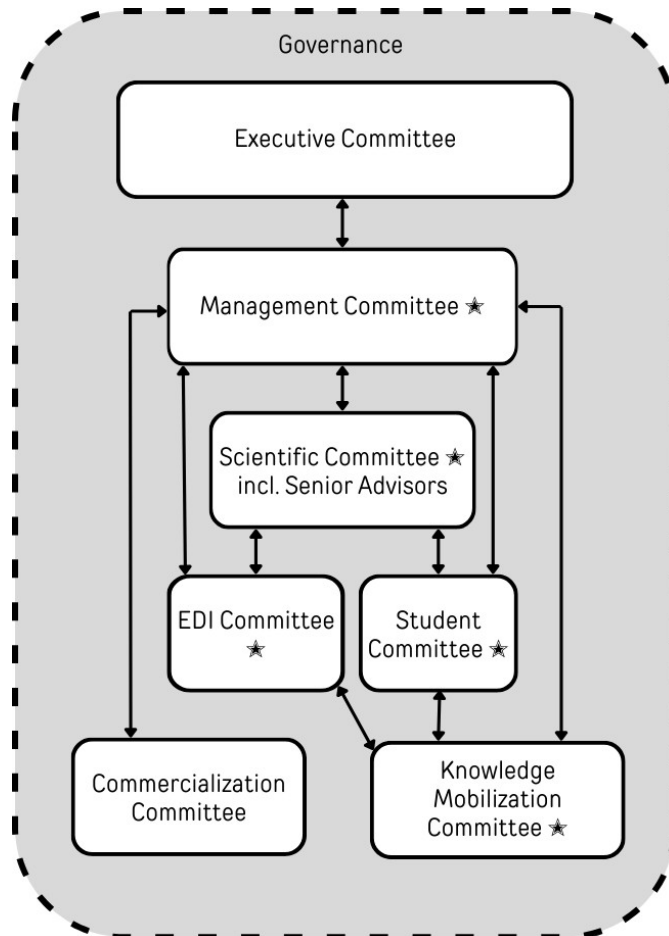 Governance
Executive Committee
Management Committee ✭
Scientific Committee ✭
incl. Senior Advisors
EDI Committee
✭
Student
Committee ✭
Commercialization
Committee
Knowledge
Mobilization
Committee ✭